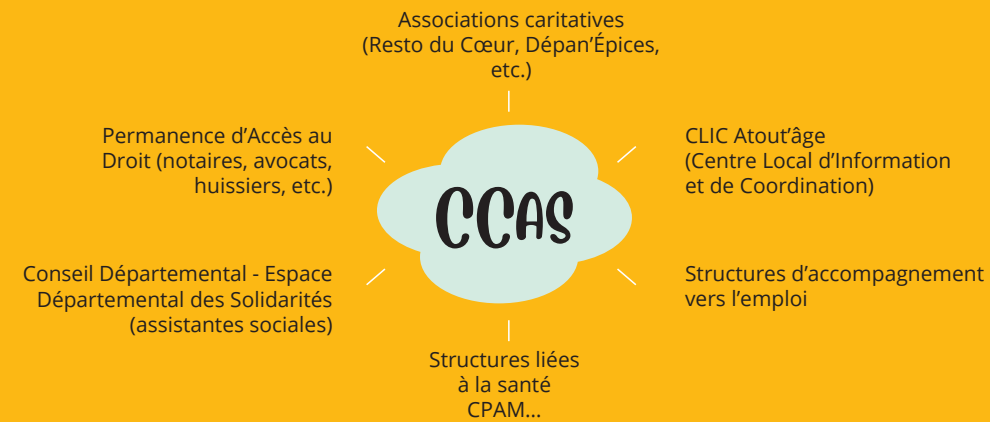 Associations caritatives
(Resto du Cœur, Dépan’Épices,
etc.)
Permanence d’Accès au
Droit (notaires, avocats,
huissiers, etc.)
CLIC Atout’âge
(Centre Local d’Information
et de Coordination)
CCAS
Conseil Départemental - Espace
Départemental des Solidarités
(assistantes sociales)
Structures d’accompagnement
vers l’emploi
Structures liées
à la santé
CPAM...